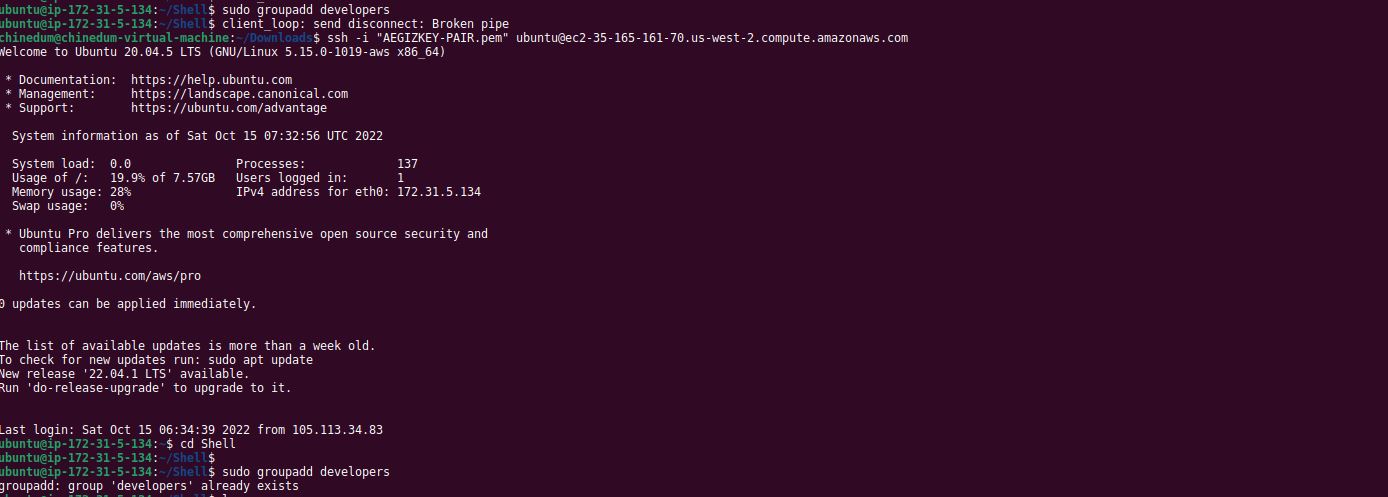 ubuntu@ip-172-31-5-134:~/Shell$ sudo groupadd developers
ubuntu@ip-172-31-5-134:~/Shell$ client_loop: send disconnect: Broken pipe
chinedum@chinedum-virtual-machine:~/Downloads$ ssh -i "AEGIZKEY-PAIR.pem" ubuntu@ec2-35-165-161-70.us-west-2.compute.amazonaws.com
Welcome to Ubuntu 20.04.5 LTS (GNU/Linux 5.15.0-1019-aws x86_64)
* Documentation:  https://help.ubuntu.com
* Management:     https://landscape.canonical.com
* Support:        https://ubuntu.com/advantage
System information as of Sat Oct 15 07:32:56 UTC 2022
System load:  0.0               Processes:             137
Usage of /:   19.9% of 7.57GB   Users logged in:       1
Memory usage: 28%               IPv4 address for eth0: 172.31.5.134
Swap usage:   0%
* Ubuntu Pro delivers the most comprehensive open source security and
compliance features.
https://ubuntu.com/aws/pro
0 updates can be applied immediately.
The list of available updates is more than a week old.
To check for new updates run: sudo apt update
New release '22.04.1 LTS' available.
Run 'do-release-upgrade' to upgrade to it.
Last login: Sat Oct 15 06:34:39 2022 from 105.113.34.83
ubuntu@ip-172-31-5-134:~$ cd Shell
ubuntu@ip-172-31-5-134:~/Shell$
ubuntu@ip-172-31-5-134:~/Shell$ sudo groupadd developers
groupadd: group 'developers' already exists